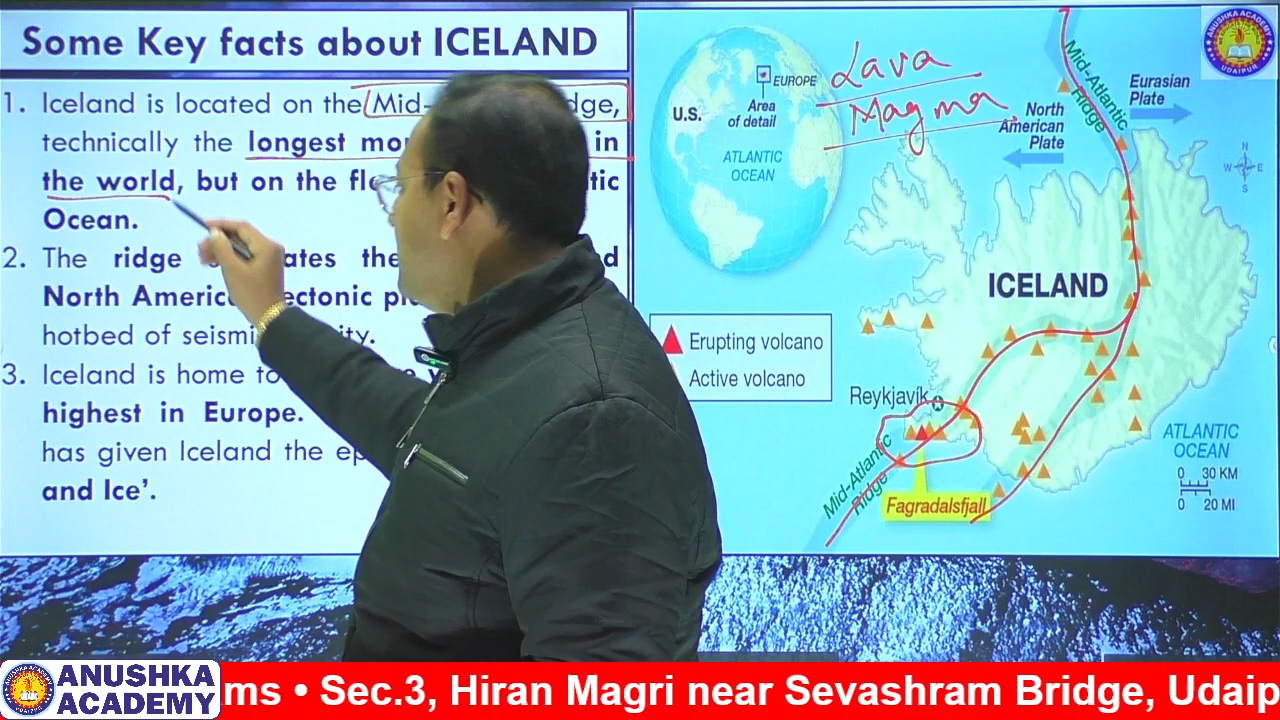 Some Key facts about ICELAND
1. Iceland is located on the Mid- dge,
technically the longest mo in
the world, but on the fl tic
Ocean.
2. The ridge s ates the d
North Americ ectonic pl
hotbed of seismi ity.
3. Iceland is home to
highest in Europe.
has given Iceland the ep
and Ice’.
Lava
Magma
U.S.
EUROPE
Area
of detail
ATLANTIC
OCEAN
Mid-Atlantic
Ridge
Eurasian
Plate
North
American
Plate
N
W E
S
ICELAND
Erupting volcano
Active volcano
Reykjavík
Mid-Atlantic
Ridge
Fagradalsfjall
ATLANTIC
OCEAN
0 30 KM
0 20 MI
ANUSHKA ACADEMY
UDAIPUR
ANUSHKA
ACADEMY
ms • Sec.3, Hiran Magri near Sevashram Bridge, Udaip